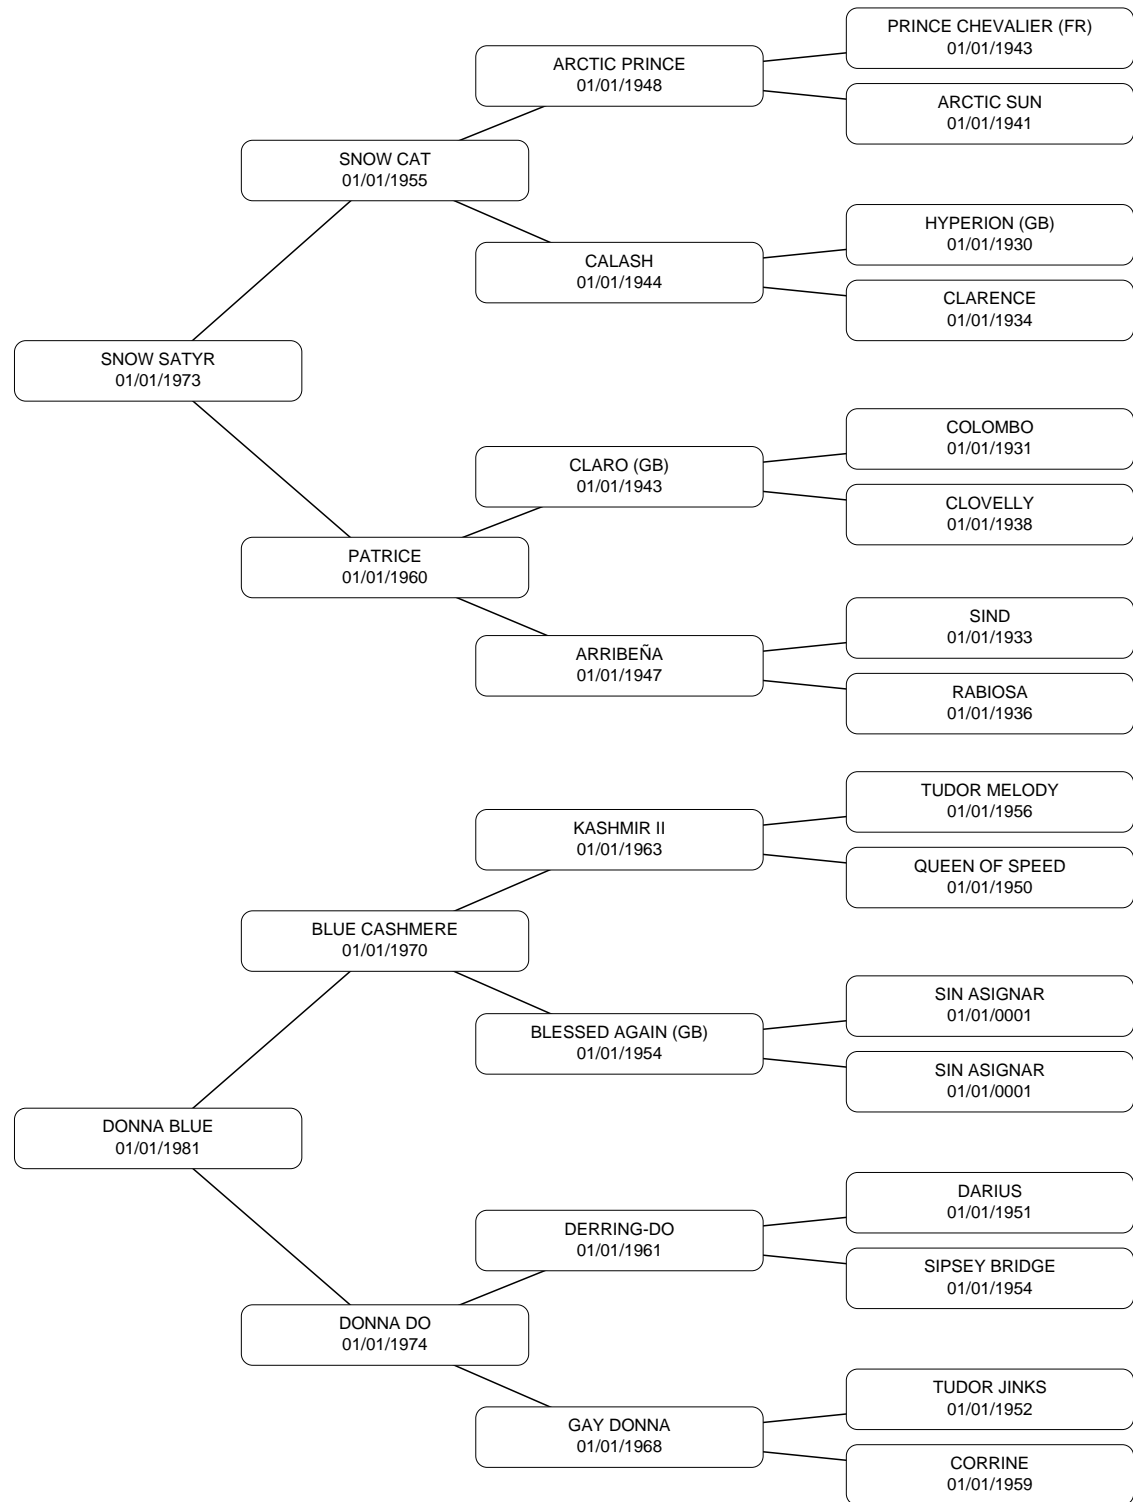 PRINCE CHEVALIER (FR)
01/01/1943
ARCTIC PRINCE
01/01/1948
ARCTIC SUN
01/01/1941
SNOW CAT
01/01/1955
HYPERION (GB)
01/01/1930
CALASH
01/01/1944
CLARENCE
01/01/1934
SNOW SATYR
01/01/1973
COLOMBO
01/01/1931
CLARO (GB)
01/01/1943
CLOVELLY
01/01/1938
PATRICE
01/01/1960
SIND
01/01/1933
ARRIBEÑA
01/01/1947
RABIOSA
01/01/1936
TUDOR MELODY
01/01/1956
KASHMIR II
01/01/1963
QUEEN OF SPEED
01/01/1950
BLUE CASHMERE
01/01/1970
SIN ASIGNAR
01/01/0001
BLESSED AGAIN (GB)
01/01/1954
SIN ASIGNAR
01/01/0001
DONNA BLUE
01/01/1981
DARIUS
01/01/1951
DERRING-DO
01/01/1961
SIPSEY BRIDGE
01/01/1954
DONNA DO
01/01/1974
TUDOR JINKS
01/01/1952
GAY DONNA
01/01/1968
CORRINE
01/01/1959